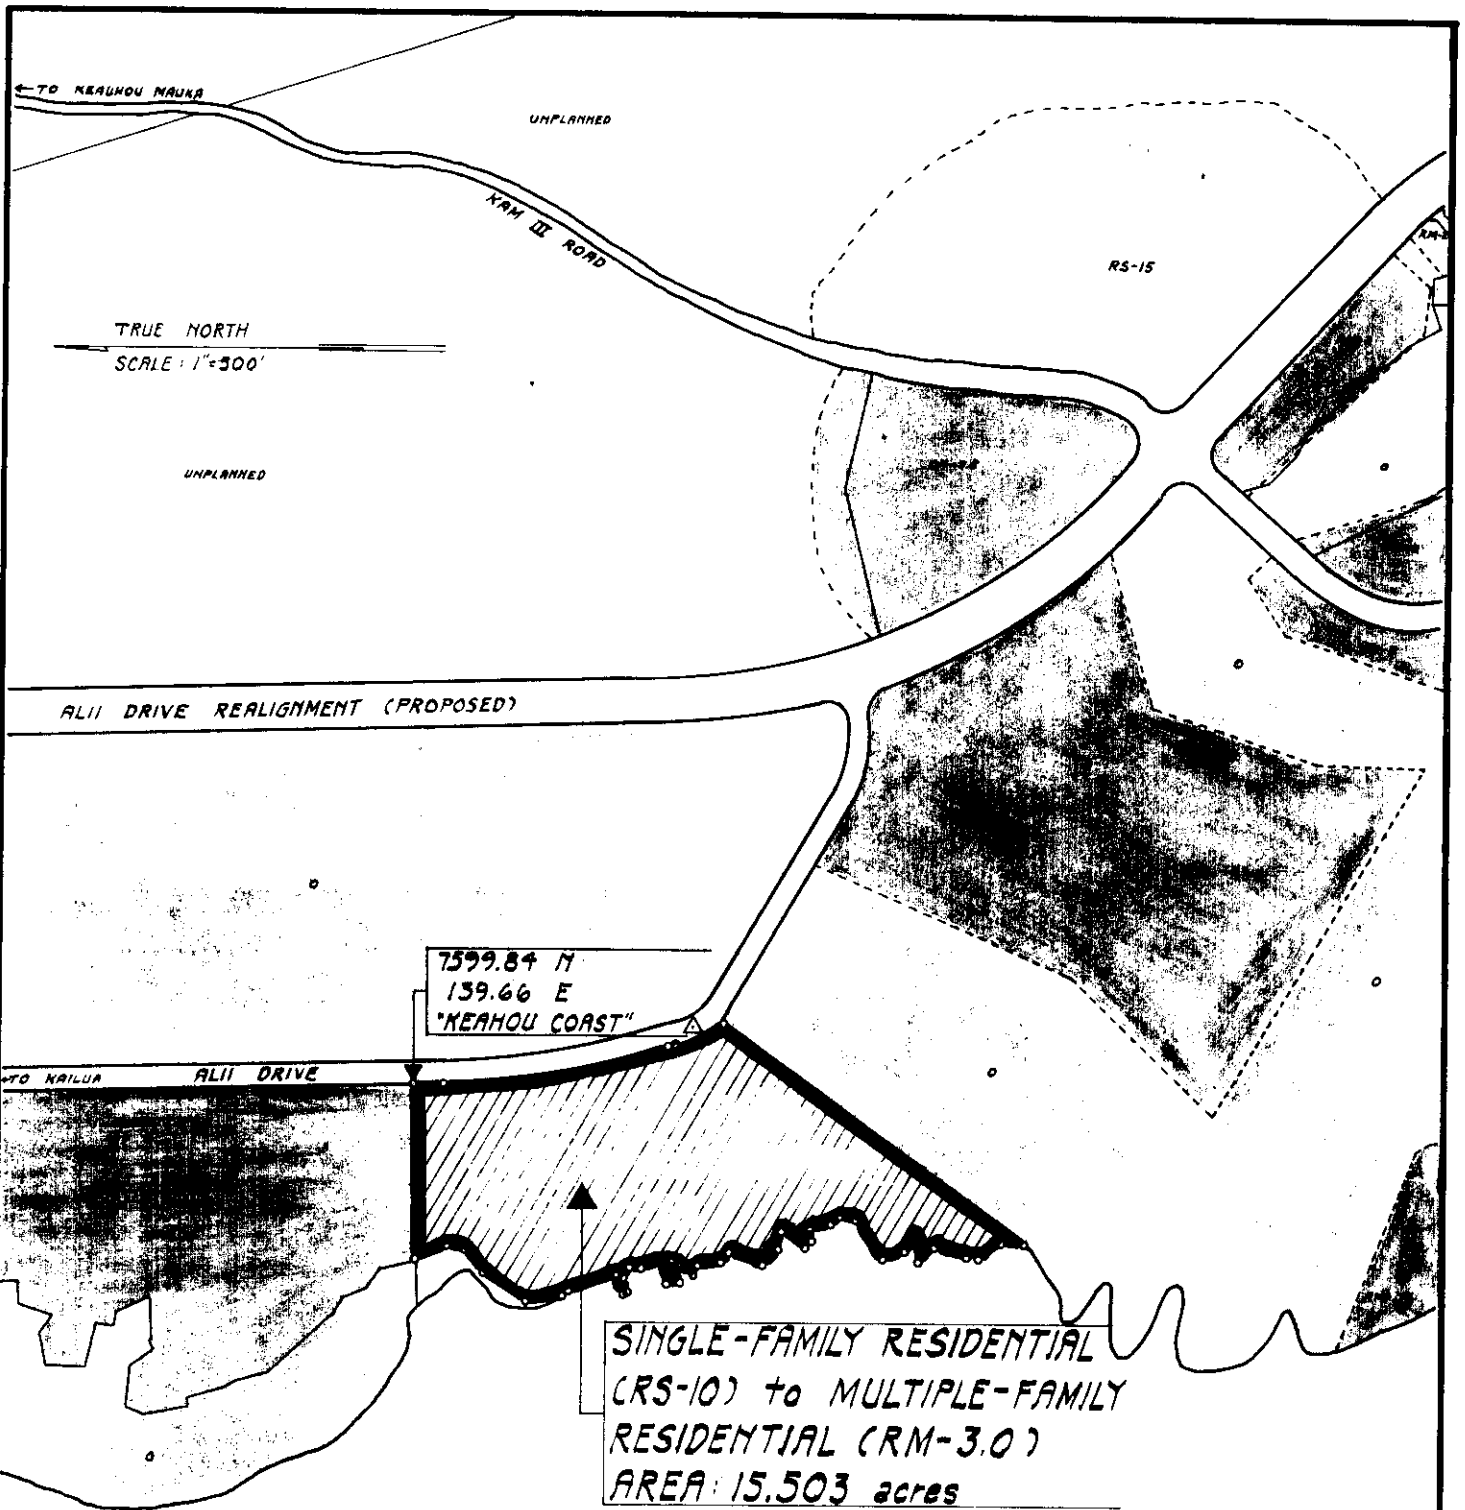 ←TO KEAUHOU MAUKA
UNPLANNED
KAM III ROAD
RS-15
TRUE NORTH
SCALE: 1"=500'
UNPLANNED
ALII DRIVE REALIGNMENT (PROPOSED)
7599.84 N
139.66 E
"KEAHOU COAST"
←TO KAILUA
ALII DRIVE
SINGLE-FAMILY RESIDENTIAL
(RS-10) to MULTIPLE-FAMILY
RESIDENTIAL (RM-3.0)
AREA: 15.503 acres